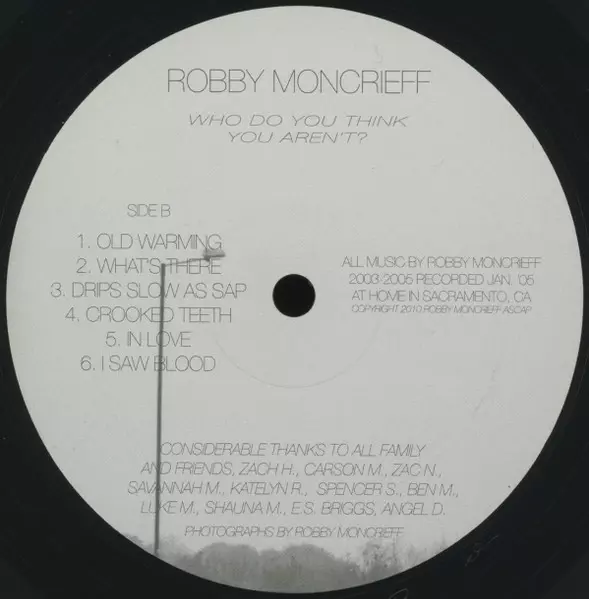 ROBBY MONCRIEFF
WHO DO YOU THINK
YOU AREN'T?
SIDE B
1. OLD WARMING
2. WHAT'S THERE
3. DRIPS SLOW AS SAP
4. CROOKED TEETH
5. IN LOVE
6. I SAW BLOOD
ALL MUSIC BY ROBBY MONCRIEFF
2003-2005 RECORDED JAN. '05
AT HOME IN SACRAMENTO, CA
COPYRIGHT 2010 ROBBY MONCRIEFF ASCAP
CONSIDERABLE THANKS TO ALL FAMILY
AND FRIENDS, ZACH H., CARSON M., ZAC N.,
SAVANNAH M., KATELYN R., SPENCER S., BEN M.,
LUKE M., SHAUNA M., E.S. BRIGGS, ANGEL D.
PHOTOGRAPHS BY ROBBY MONCRIEFF